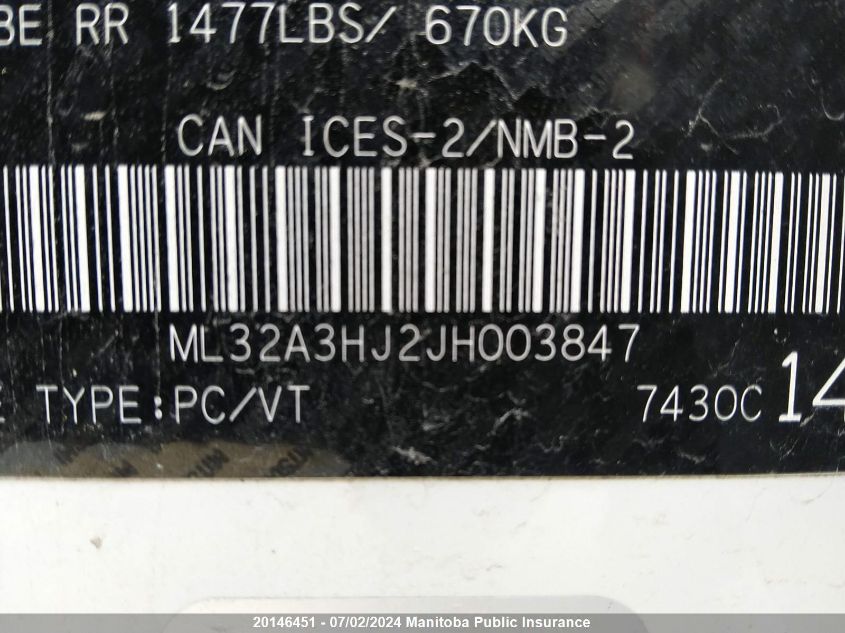 BE RR 1477LBS/ 670KG
CAN ICES-2/NMB-2
ML32A3HJ2JH003847
E TYPE:PC/VT 7430C 14
20146451 - 07/02/2024 Manitoba Public Insurance